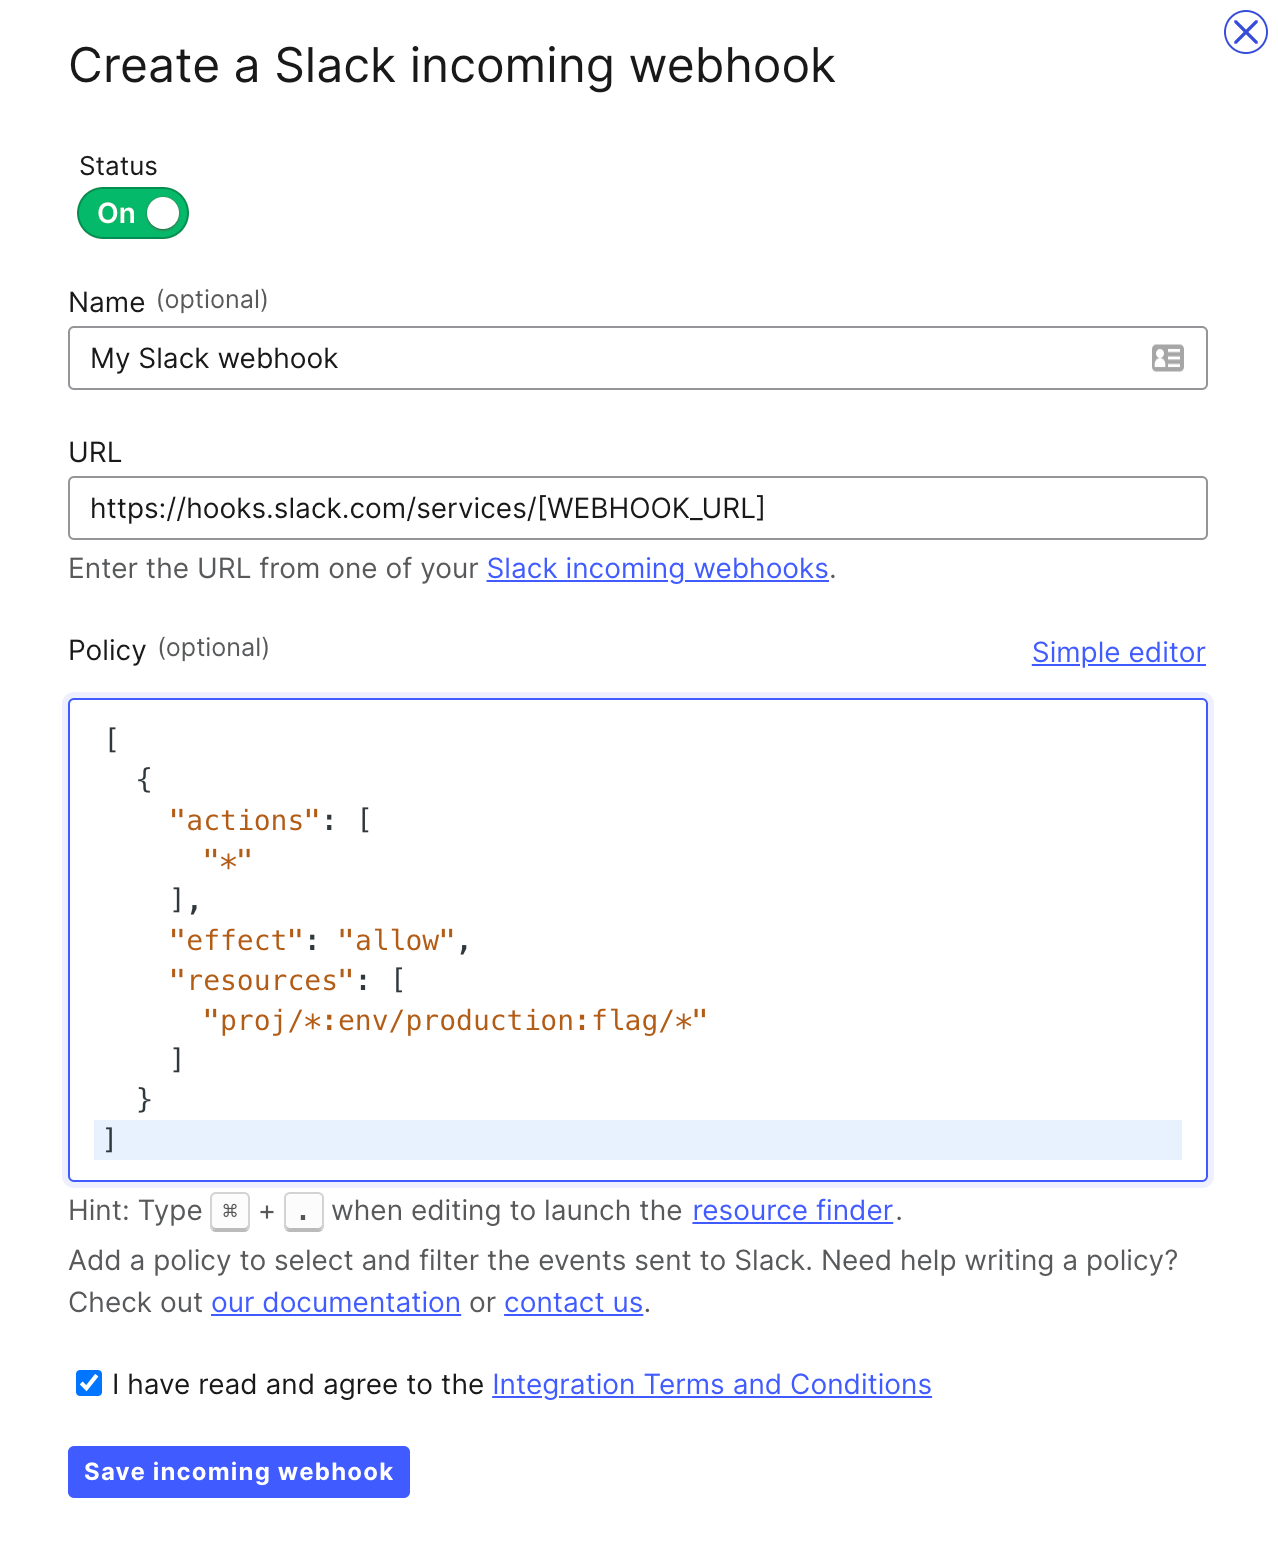 Create a Slack incoming webhook
Status
On
Name (optional)
My Slack webhook
URL
https://hooks.slack.com/services/[WEBHOOK_URL]
Enter the URL from one of your Slack incoming webhooks.
Policy (optional)
Simple editor
[
  {
    "actions": [
      "*"
    ],
    "effect": "allow",
    "resources": [
      "proj/*:env/production:flag/*"
    ]
  }
]
Hint: Type ⌘ + . when editing to launch the resource finder.
Add a policy to select and filter the events sent to Slack. Need help writing a policy?
Check out our documentation or contact us.
I have read and agree to the Integration Terms and Conditions
Save incoming webhook